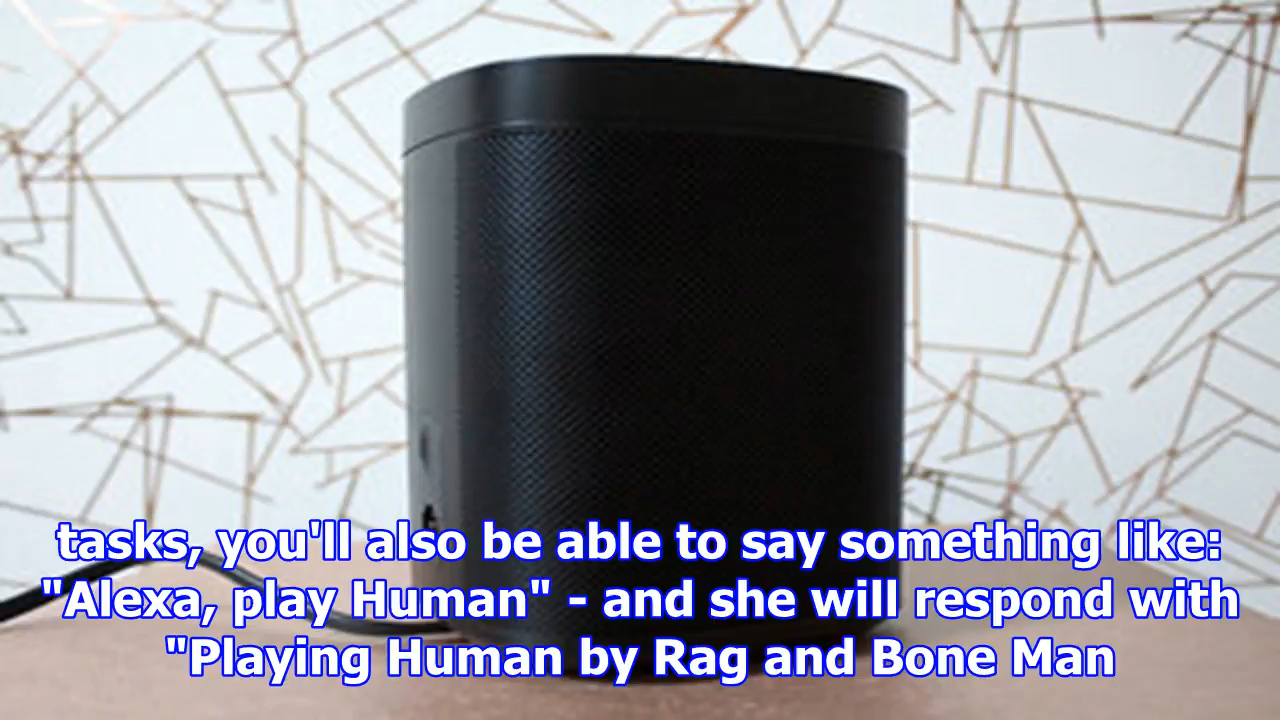 tasks, you'll also be able to say something like:
"Alexa, play Human" - and she will respond with
"Playing Human by Rag and Bone Man